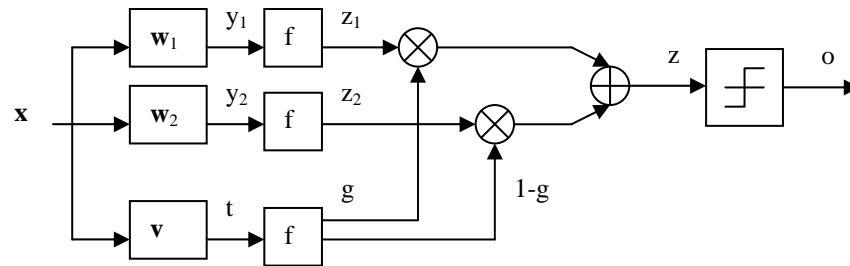 w₁ y₁ f z₁
z o
x w₂ y₂ f z₂
g 1-g
v t f